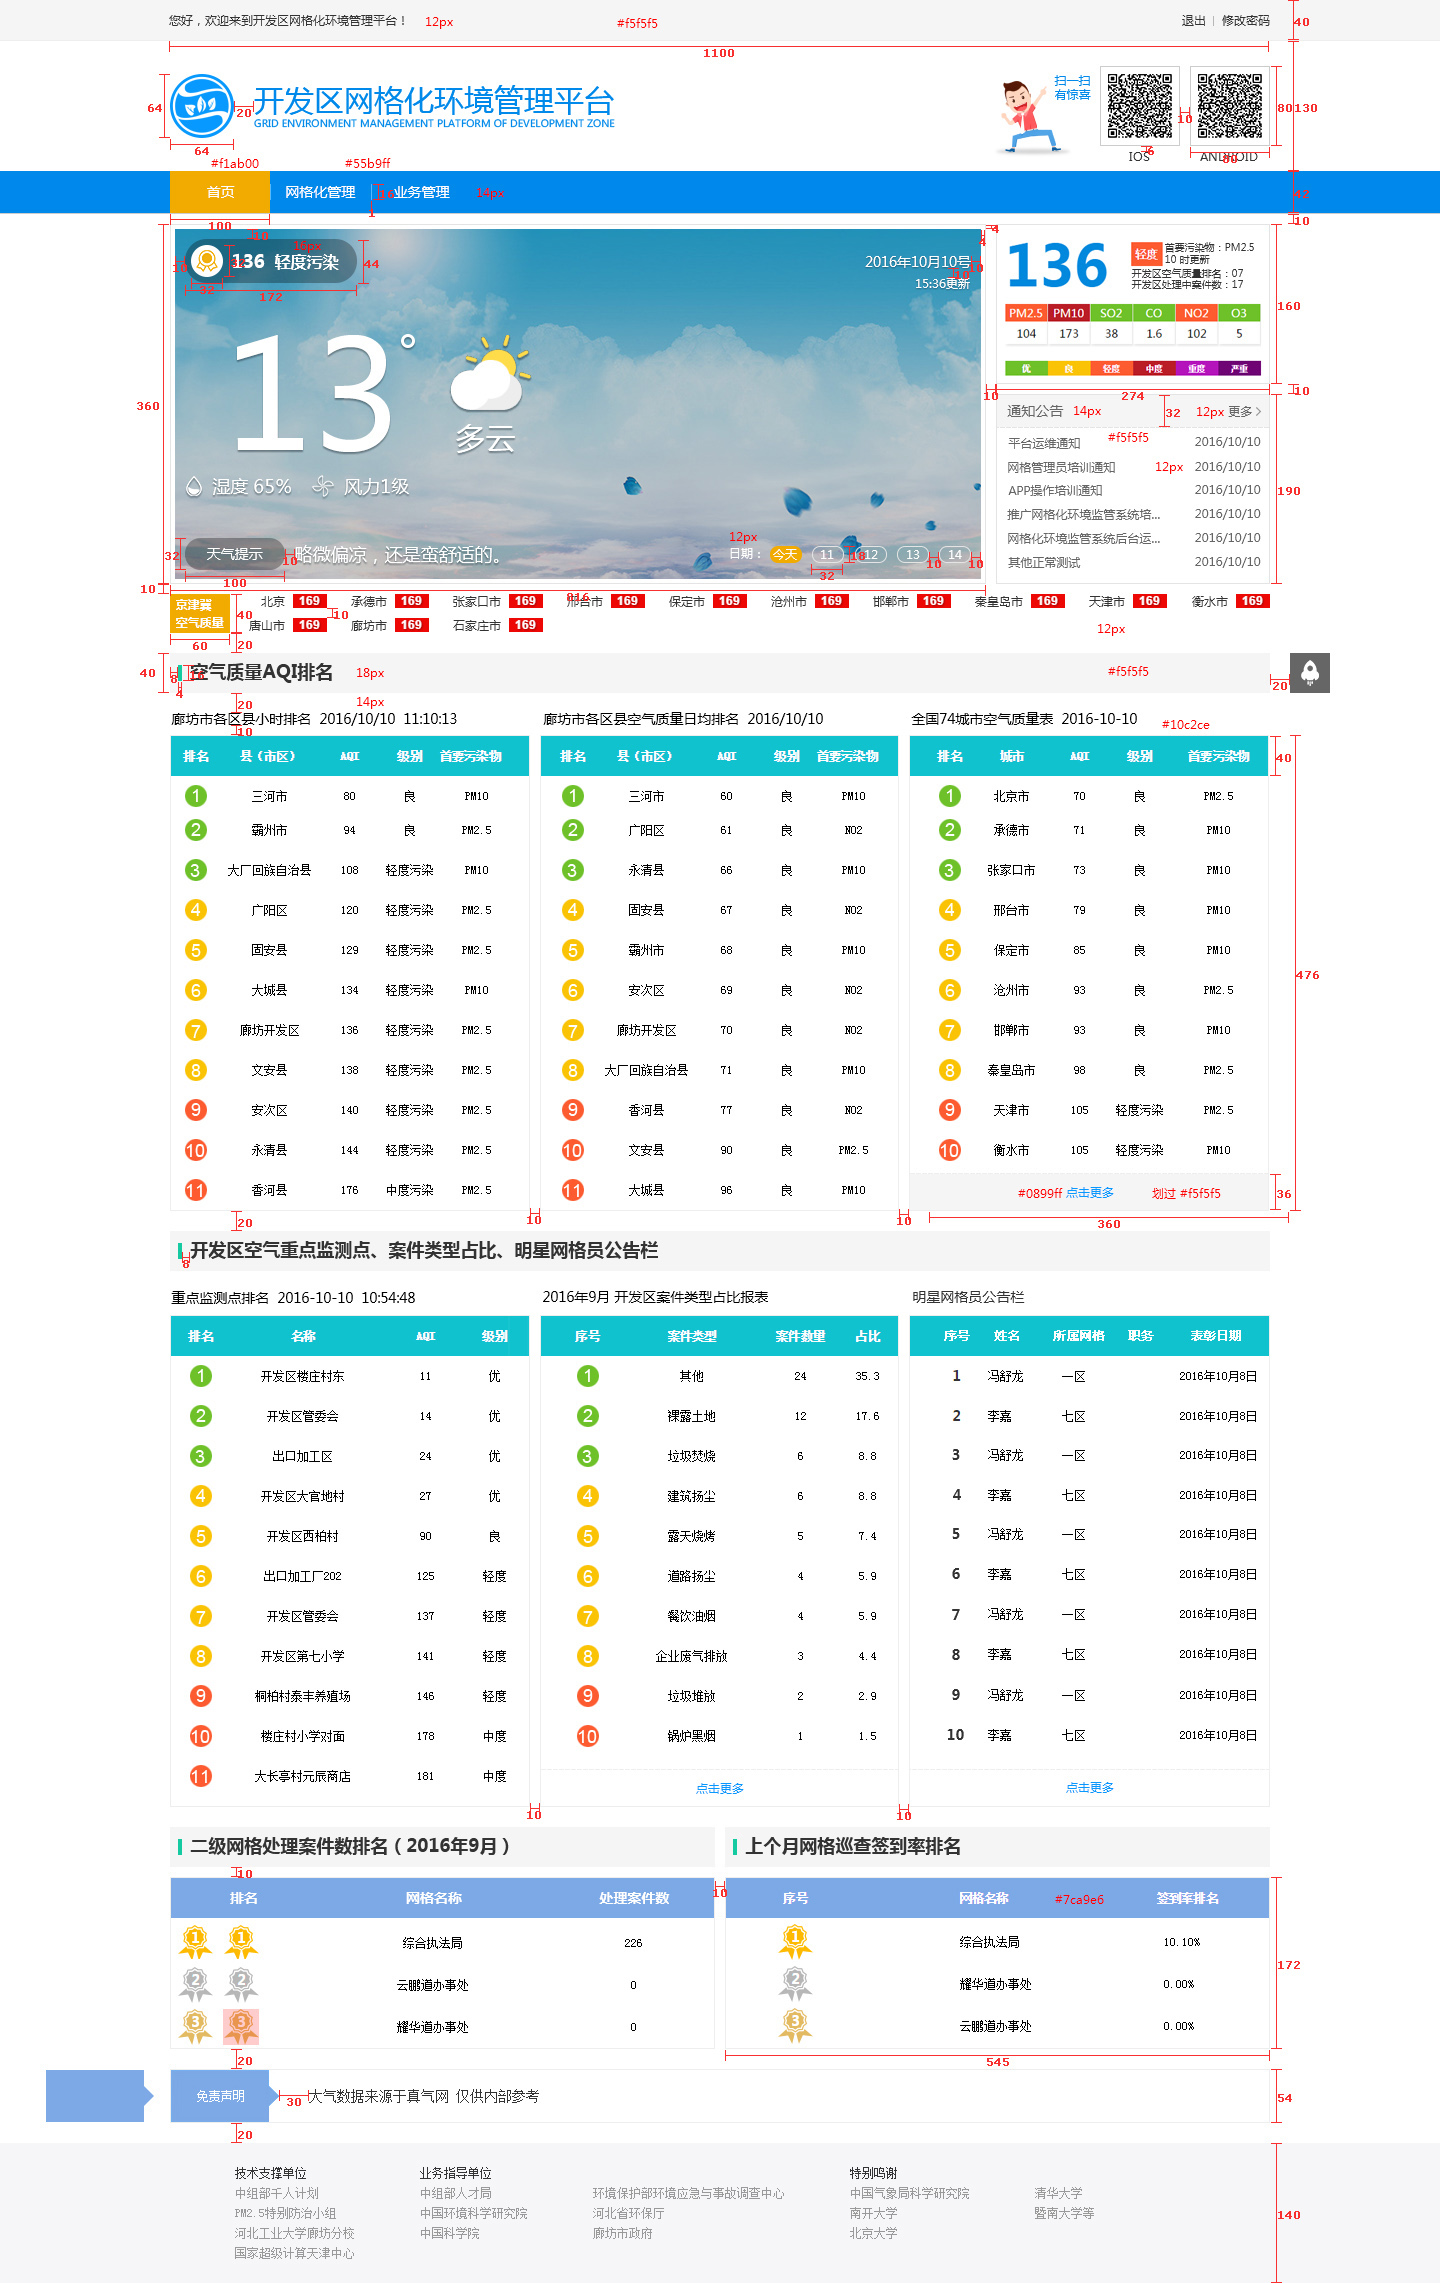 您好，欢迎来到开发区网格化环境管理平台！ 12px #f5f5f5 退出 | 修改密码 40
1100
开发区网格化环境管理平台
GRID ENVIRONMENT MANAGEMENT PLATFORM OF DEVELOPMENT ZONE
64 20 64
扫一扫
有惊喜
10 80 130
IOS 6 ANDROID 80
#f1ab00 #55b9ff
首页 网格化管理 业务管理 14px 42
100 1 10
136 轻度污染 16px 44
32 172
2016年10月10号
15:36更新
13°
多云
湿度 65% 风力1级
360
天气提示 略微偏凉，还是蛮舒适的。
12px
日期： 今天 11 12 13 14
32 100 10 32 10 10
816
136 轻度 首要污染物：PM2.5
10 时更新
开发区空气质量排名：07
开发区处理中案件数：17
160
PM2.5 PM10 SO2 CO NO2 O3
104 173 38 1.6 102 5
优 良 轻度 中度 重度 严重
10 274 10
通知公告 14px 32 12px 更多
#f5f5f5
平台运维通知 2016/10/10
网格管理员培训通知 12px 2016/10/10
APP操作培训通知 2016/10/10
推广网格化环境监管系统培... 2016/10/10
网格化环境监管系统后台运... 2016/10/10
其他正常测试 2016/10/10
190
京津冀
空气质量
北京 169 承德市 169 张家口市 169 邢台市 169 保定市 169 沧州市 169 邯郸市 169 秦皇岛市 169 天津市 169 衡水市 169
唐山市 169 廊坊市 169 石家庄市 169
10 40 10 12px
60 20
40 8 4 空气质量AQI排名 18px #f5f5f5 20
20 14px
廊坊市各区县小时排名 2016/10/10 11:10:13
10
排名 县（市区） AQI 级别 首要污染物
1 三河市 80 良 PM10
2 霸州市 94 良 PM2.5
3 大厂回族自治县 108 轻度污染 PM10
4 广阳区 120 轻度污染 PM2.5
5 固安县 129 轻度污染 PM2.5
6 大城县 134 轻度污染 PM10
7 廊坊开发区 136 轻度污染 PM2.5
8 文安县 138 轻度污染 PM2.5
9 安次区 140 轻度污染 PM2.5
10 永清县 144 轻度污染 PM2.5
11 香河县 176 中度污染 PM2.5
廊坊市各区县空气质量日均排名 2016/10/10
排名 县（市区） AQI 级别 首要污染物
1 三河市 60 良 PM10
2 广阳区 61 良 NO2
3 永清县 66 良 PM10
4 固安县 67 良 NO2
5 霸州市 68 良 PM10
6 安次区 69 良 NO2
7 廊坊开发区 70 良 NO2
8 大厂回族自治县 71 良 PM10
9 香河县 77 良 NO2
10 文安县 90 良 PM2.5
11 大城县 96 良 PM10
全国74城市空气质量表 2016-10-10 #10c2ce
排名 城市 AQI 级别 首要污染物 40
1 北京市 70 良 PM2.5
2 承德市 71 良 PM10
3 张家口市 73 良 PM10
4 邢台市 79 良 PM10
5 保定市 85 良 PM10
6 沧州市 93 良 PM2.5
7 邯郸市 93 良 PM10
8 秦皇岛市 98 良 PM2.5
9 天津市 105 轻度污染 PM2.5
10 衡水市 105 轻度污染 PM10
476
#0899ff 点击更多 划过 #f5f5f5 36
20 10 10 360
开发区空气重点监测点、案件类型占比、明星网格员公告栏
8
重点监测点排名 2016-10-10 10:54:48
排名 名称 AQI 级别
1 开发区楼庄村东 11 优
2 开发区管委会 14 优
3 出口加工区 24 优
4 开发区大官地村 27 优
5 开发区西柏村 90 良
6 出口加工厂202 125 轻度
7 开发区管委会 137 轻度
8 开发区第七小学 141 轻度
9 桐柏村泰丰养殖场 146 轻度
10 楼庄村小学对面 178 中度
11 大长亭村元辰商店 181 中度
2016年9月 开发区案件类型占比报表
序号 案件类型 案件数量 占比
1 其他 24 35.3
2 裸露土地 12 17.6
3 垃圾焚烧 6 8.8
4 建筑扬尘 6 8.8
5 露天烧烤 5 7.4
6 道路扬尘 4 5.9
7 餐饮油烟 4 5.9
8 企业废气排放 3 4.4
9 垃圾堆放 2 2.9
10 锅炉黑烟 1 1.5
点击更多
明星网格员公告栏
序号 姓名 所属网格 职务 表彰日期
1 冯舒龙 一区 2016年10月8日
2 李嘉 七区 2016年10月8日
3 冯舒龙 一区 2016年10月8日
4 李嘉 七区 2016年10月8日
5 冯舒龙 一区 2016年10月8日
6 李嘉 七区 2016年10月8日
7 冯舒龙 一区 2016年10月8日
8 李嘉 七区 2016年10月8日
9 冯舒龙 一区 2016年10月8日
10 李嘉 七区 2016年10月8日
点击更多
10 10
二级网格处理案件数排名（2016年9月）
10
排名 网格名称 处理案件数
1 1 综合执法局 226
2 2 云鹏道办事处 0
3 3 耀华道办事处 0
上个月网格巡查签到率排名
10 序号 网格名称 #7ca9e6 签到率排名
1 综合执法局 10.10%
2 耀华道办事处 0.00%
3 云鹏道办事处 0.00%
172
20 545
免责声明 30 大气数据来源于真气网 仅供内部参考 54
20
技术支撑单位
中组部千人计划
PM2.5特别防治小组
河北工业大学廊坊分校
国家超级计算天津中心
业务指导单位
中组部人才局 环境保护部环境应急与事故调查中心
中国环境科学研究院 河北省环保厅
中国科学院 廊坊市政府
特别鸣谢
中国气象局科学研究院 清华大学
南开大学 暨南大学等
北京大学
140